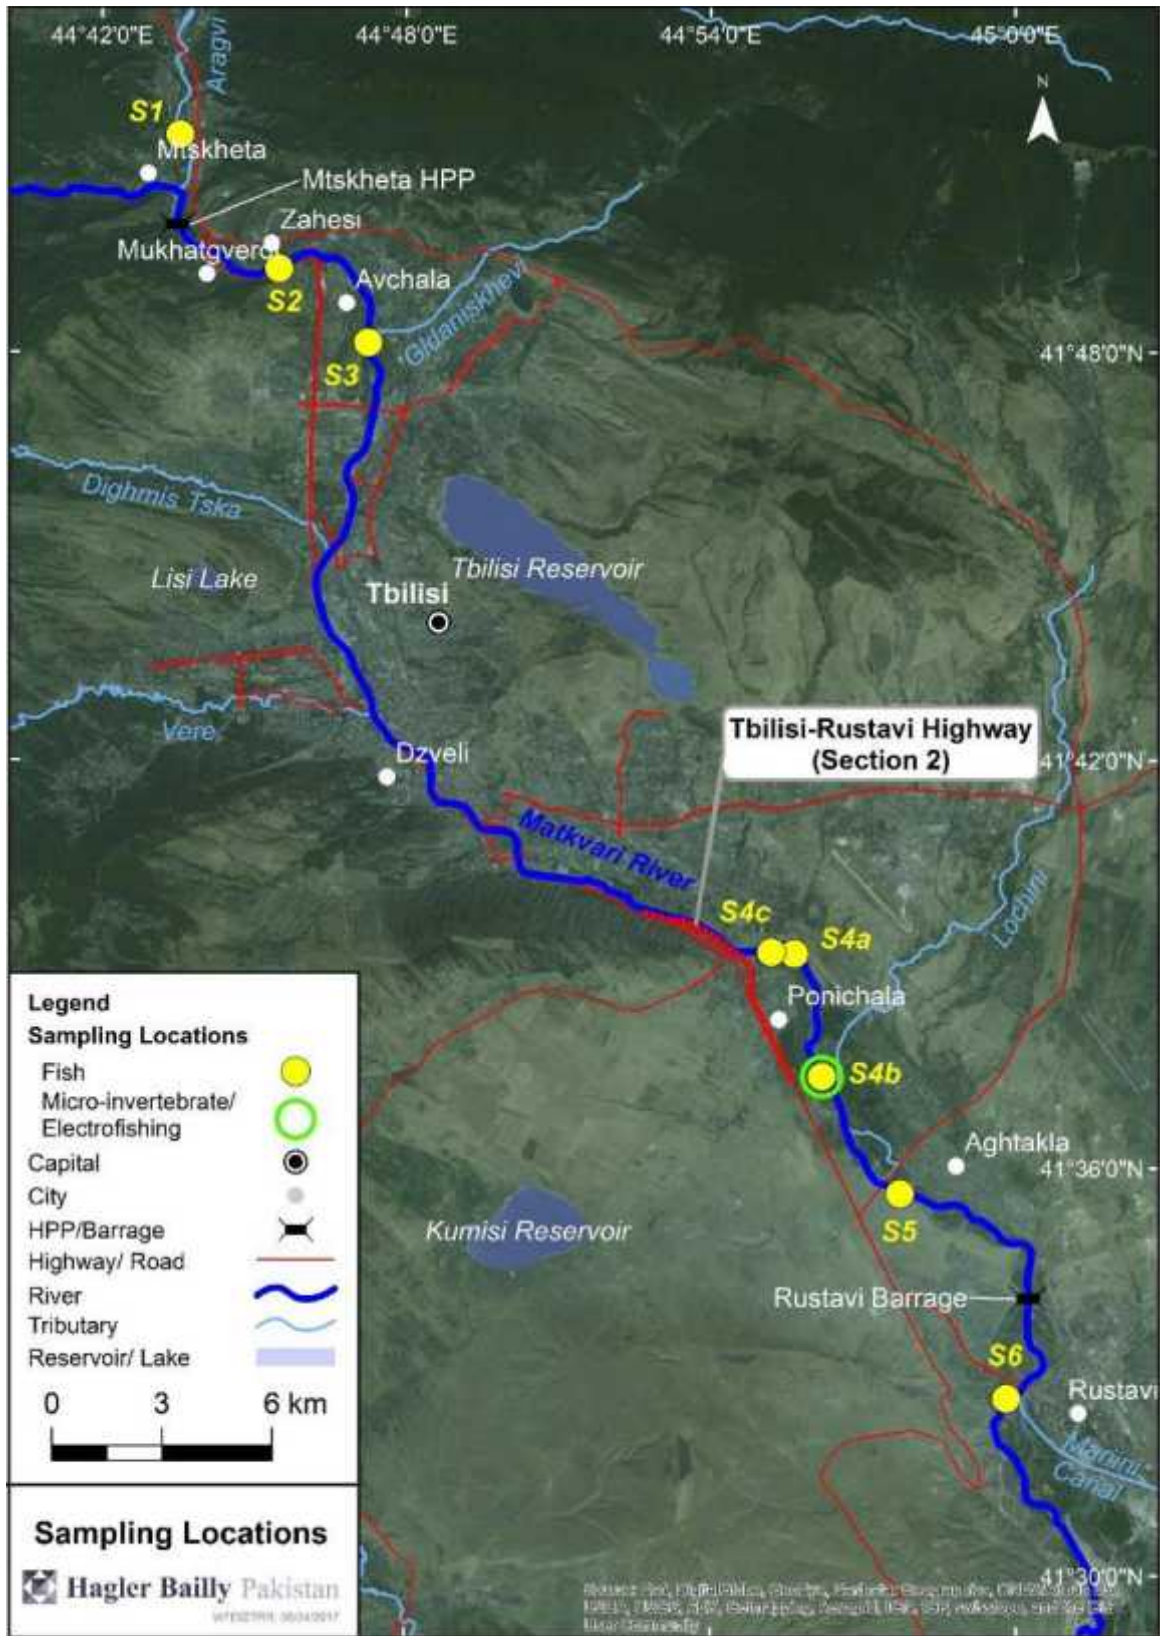 44°42'0"E
44°48'0"E
44°54'0"E
45°0'0"E
Aragvi
N
S1
Mtskheta
Mtskheta HPP
Zahesi
Mukhatgverdi
S2
Avchala
Gldaniskhevi
S3
41°48'0"N
Dighmis Tska
Lisi Lake
Tbilisi Reservoir
Tbilisi
Vere
Tbilisi-Rustavi Highway
(Section 2)
41°42'0"N
Dzveli
Matkvari River
Lochini
S4c
S4a
Ponichala
S4b
Aghtakla
41°36'0"N
S5
Kumisi Reservoir
Rustavi Barrage
S6
Rustavi
Canal
41°30'0"N
Legend
Sampling Locations
Fish
Micro-invertebrate/
Electrofishing
Capital
City
HPP/Barrage
Highway/ Road
River
Tributary
Reservoir/ Lake
0 3 6 km
Sampling Locations
Hagler Bailly Pakistan